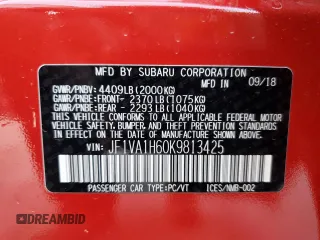 MFD BY SUBARU CORPORATION
MFD IN 09/18
GVWR/PNBV: 4409LB (2000KG)
GAWR/PNBE:FRONT- 2370LB (1075KG)
GAWR/PNBE:REAR - 2293LB (1040KG)
THIS VEHICLE CONFORMS TO ALL APPLICABLE FEDERAL MOTOR
VEHICLE SAFETY, BUMPER, AND THEFT PREVENTION STANDARDS
IN EFFECT ON THE DATE OF MANUFACTURE SHOWN ABOVE.
VIN: JF1VA1H60K9813425
PASSENGER CAR TYPE:PC/VT ICES/NMB-002
DREAMBID
DREAMBID.COM